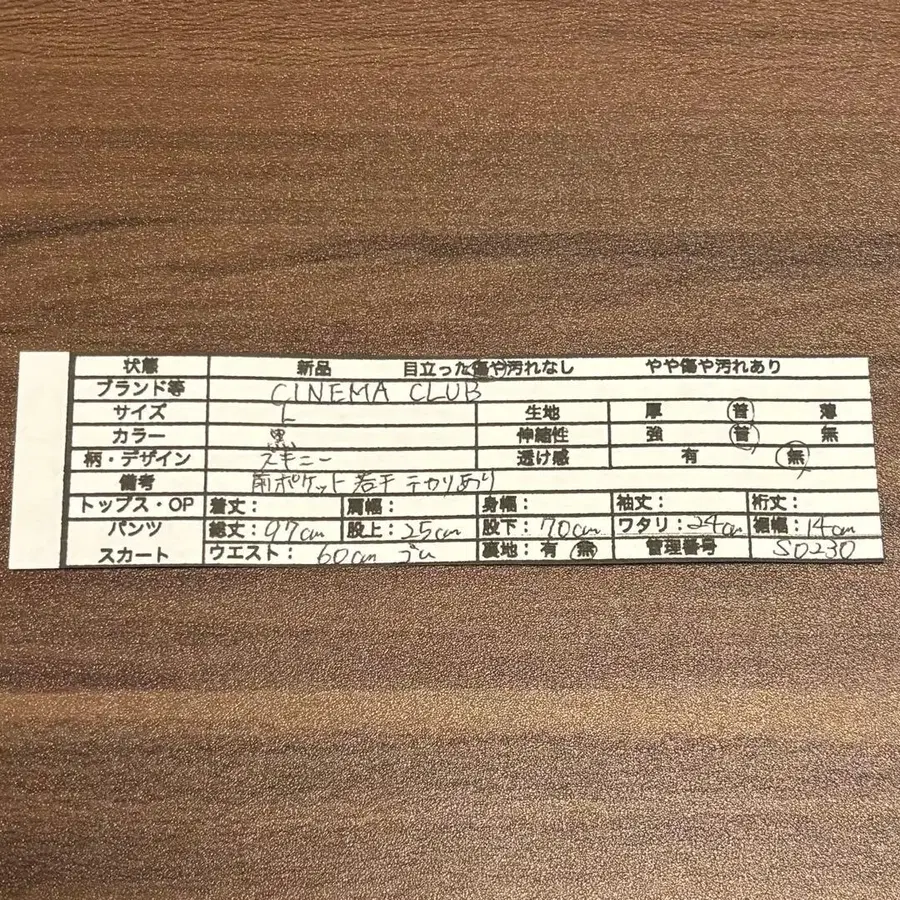 状態 新品 目立った傷や汚れなし やや傷や汚れあり
ブランド等 CINEMA CLUB
サイズ L 生地 厚 普 薄
カラー 黒 伸縮性 強 普 無
柄・デザイン スキニー 透け感 有 無
備考 前ポケット若干テカリあり
トップス・OP 着丈: 肩幅: 身幅: 袖丈: 裄丈:
パンツ 総丈:97cm 股上:25cm 股下:70cm ワタリ:24cm 裾幅:14cm
スカート ウエスト: 60cm ゴム 裏地:有 無 管理番号 S0230